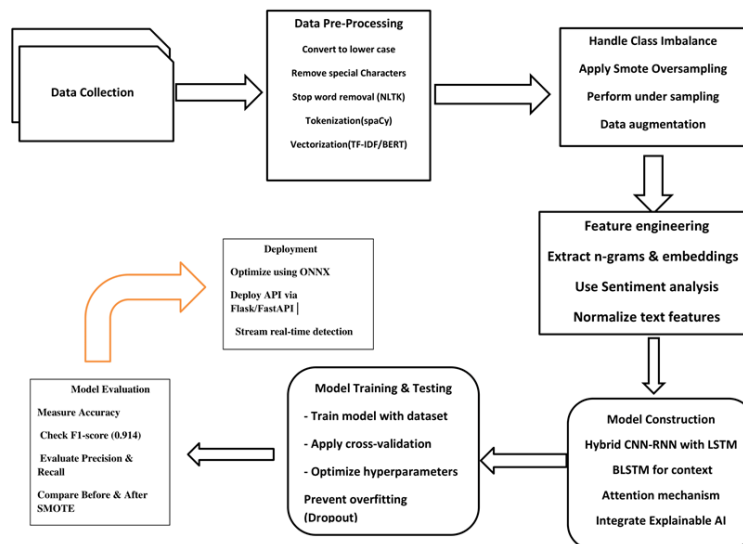 Data Collection
Data Pre-Processing
Convert to lower case
Remove special Characters
Stop word removal (NLTK)
Tokenization(spaCy)
Vectorization(TF-IDF/BERT)
Handle Class Imbalance
Apply Smote Oversampling
Perform under sampling
Data augmentation
Feature engineering
Extract n-grams & embeddings
Use Sentiment analysis
Normalize text features
Model Construction
Hybrid CNN-RNN with LSTM
BLSTM for context
Attention mechanism
Integrate Explainable AI
Model Training & Testing
- Train model with dataset
- Apply cross-validation
- Optimize hyperparameters
Prevent overfitting
(Dropout)
Model Evaluation
Measure Accuracy
Check F1-score (0.914)
Evaluate Precision &
Recall
Compare Before & After
SMOTE
Deployment
Optimize using ONNX
Deploy API via
Flask/FastAPI
Stream real-time detection